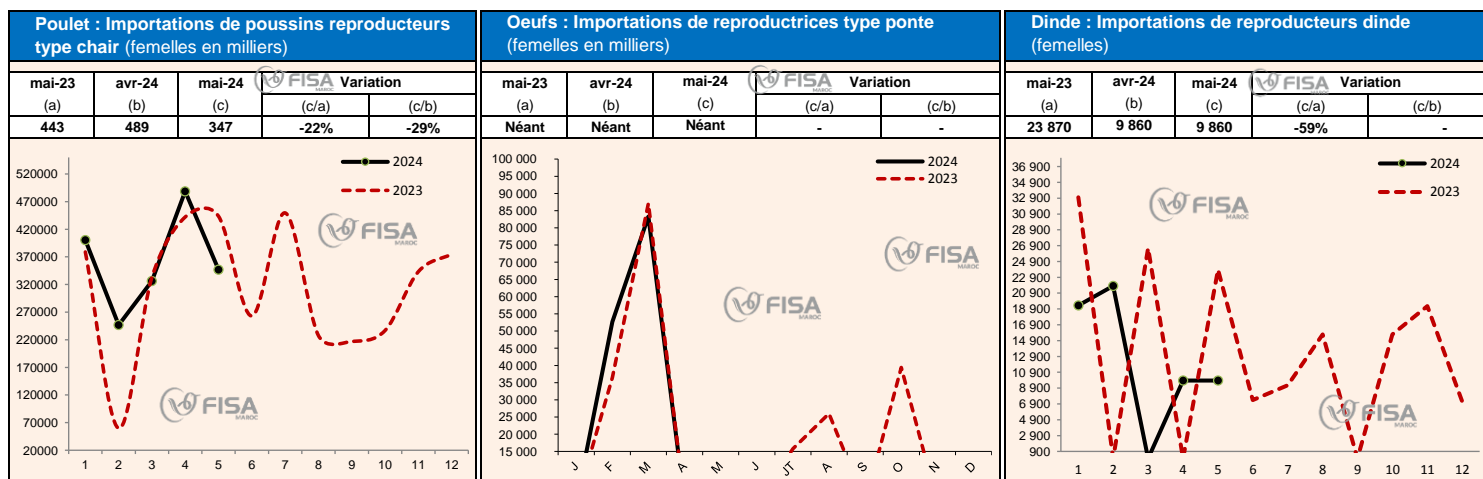 Poulet : Importations de poussins reproducteurs
type chair (femelles en milliers)
mai-23 avr-24 mai-24 Variation
(a) (b) (c) (c/a) (c/b)
443 489 347 -22% -29%
FISA
MAROC
2024
2023
520000
470000
420000
370000
320000
270000
220000
170000
120000
70000
20000
1 2 3 4 5 6 7 8 9 10 11 12
FISA
MAROC
FISA
MAROC
Oeufs : Importations de reproductrices type ponte
(femelles en milliers)
mai-23 avr-24 mai-24 Variation
(a) (b) (c) (c/a) (c/b)
Néant Néant Néant - -
FISA
MAROC
2024
2023
100 000
95 000
90 000
85 000
80 000
75 000
70 000
65 000
60 000
55 000
50 000
45 000
40 000
35 000
30 000
25 000
20 000
15 000
J F M A M J JT A S O N D
FISA
MAROC
FISA
MAROC
Dinde : Importations de reproducteurs dinde
(femelles)
mai-23 avr-24 mai-24 Variation
(a) (b) (c) (c/a) (c/b)
23 870 9 860 9 860 -59% -
FISA
MAROC
2024
2023
36 900
34 900
32 900
30 900
28 900
26 900
24 900
22 900
20 900
18 900
16 900
14 900
12 900
10 900
8 900
6 900
4 900
2 900
900
1 2 3 4 5 6 7 8 9 10 11 12
FISA
MAROC
FISA
MAROC